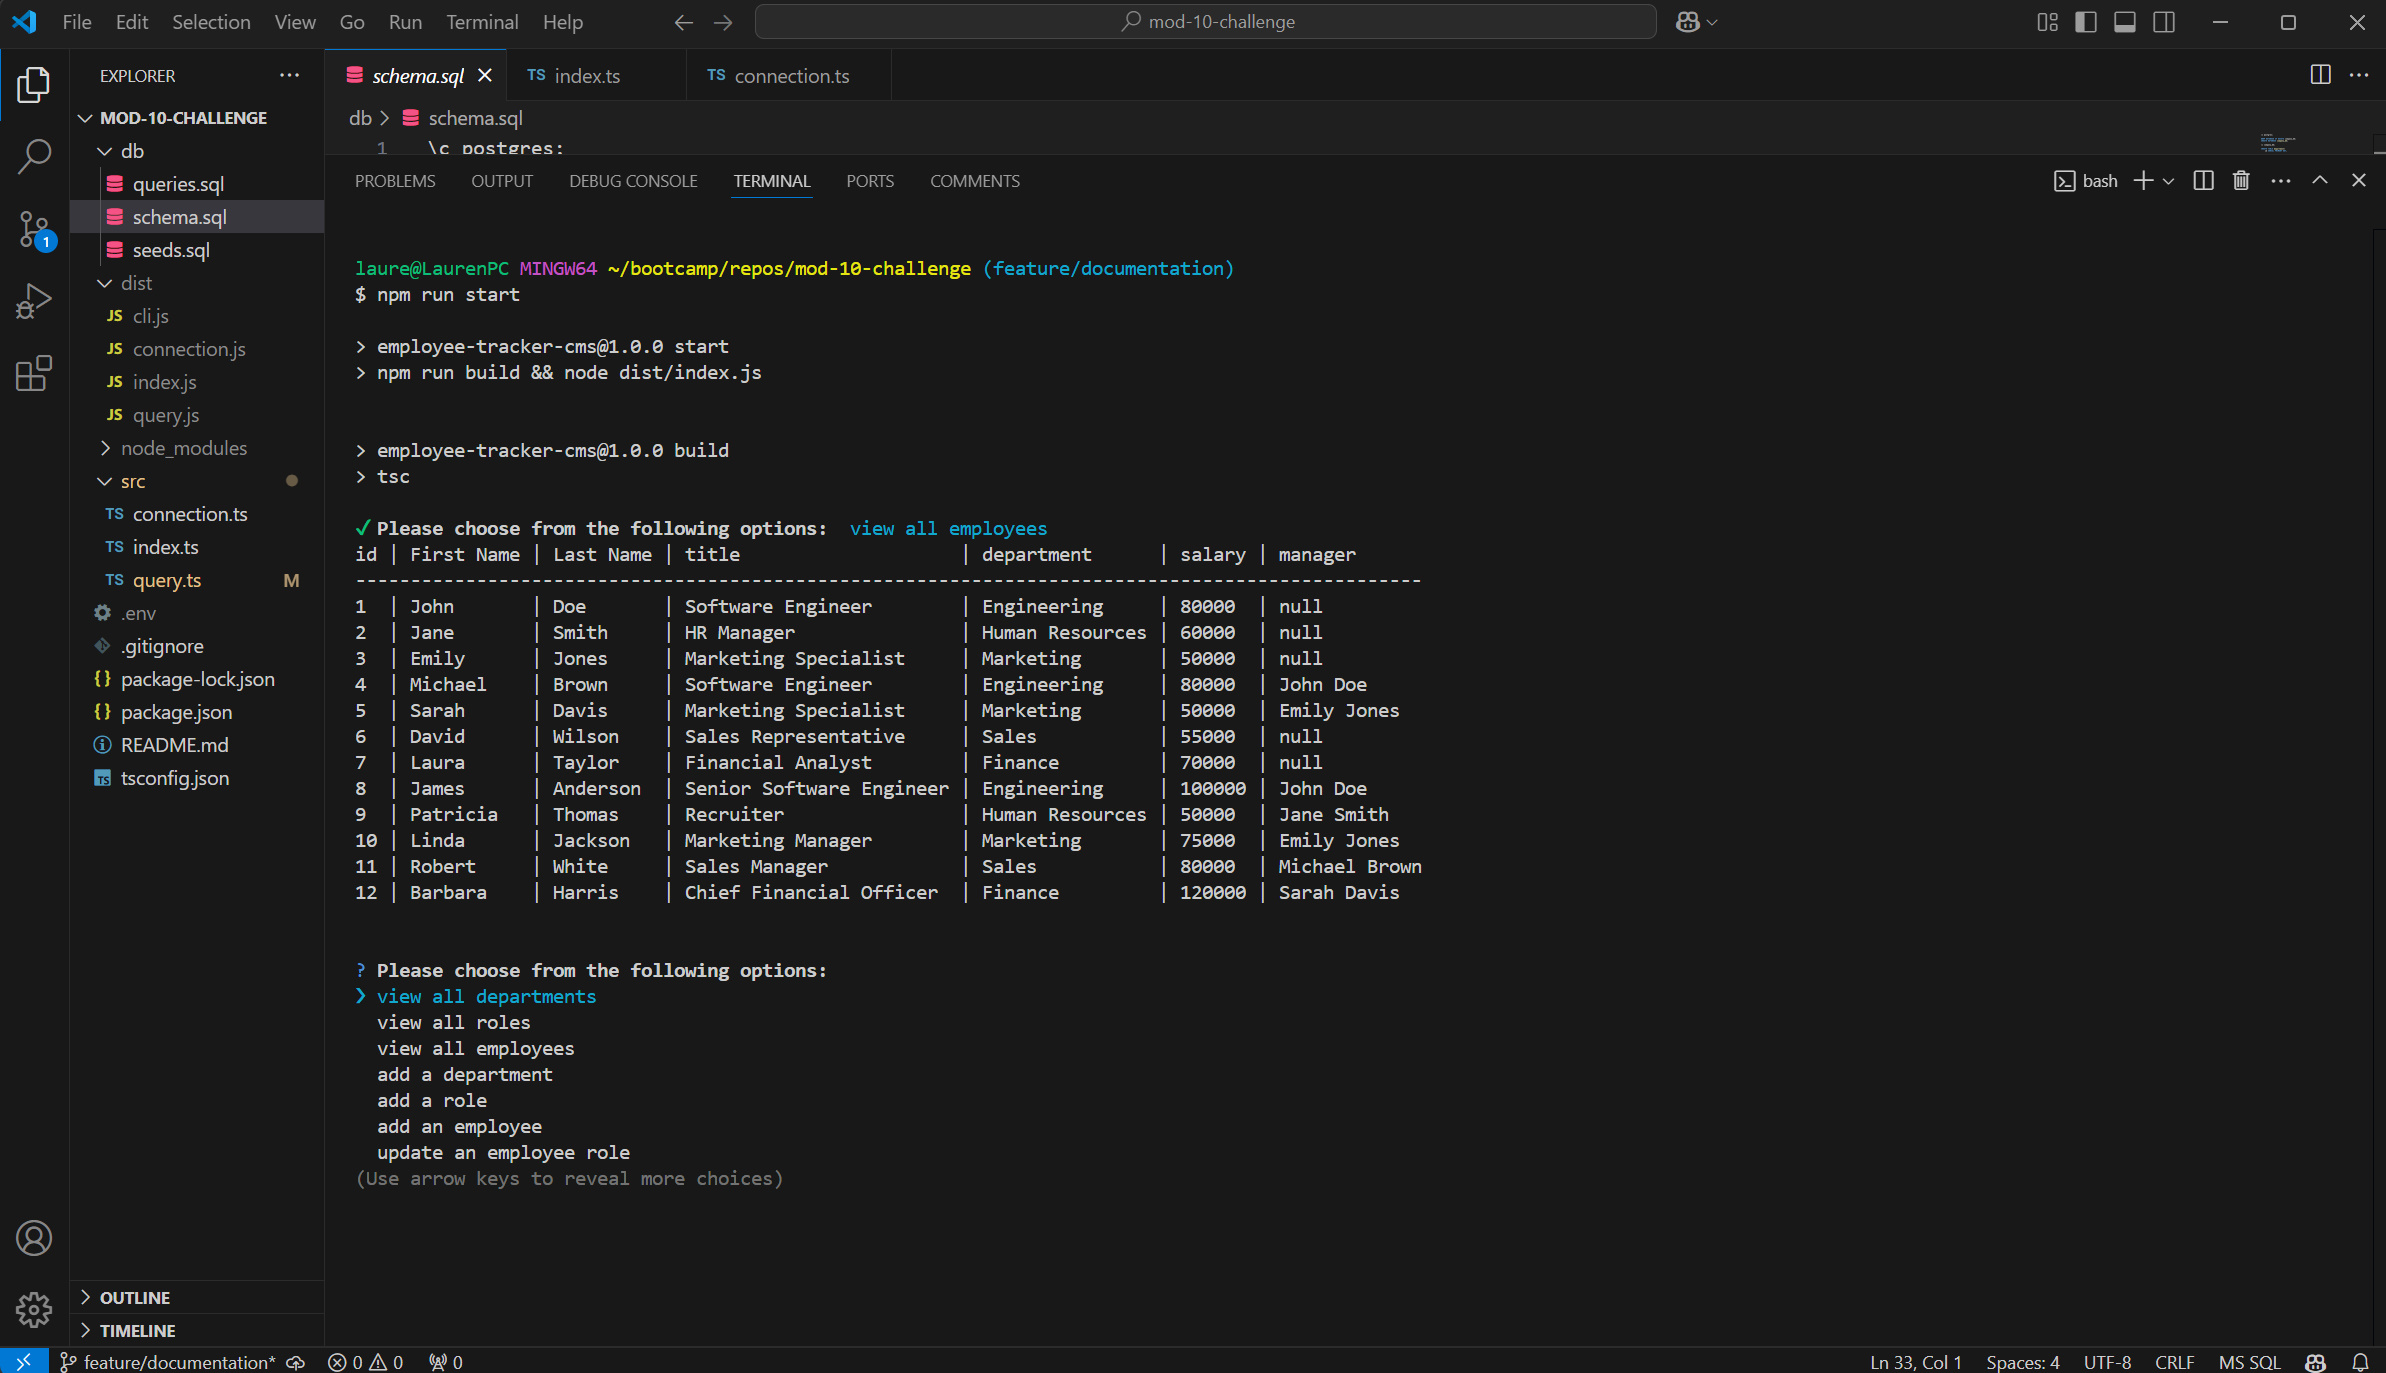 File Edit Selection View Go Run Terminal Help
mod-10-challenge
EXPLORER
MOD-10-CHALLENGE
db
queries.sql
schema.sql
seeds.sql
dist
JS cli.js
JS connection.js
JS index.js
JS query.js
node_modules
src
TS connection.ts
TS index.ts
TS query.ts M
.env
.gitignore
{} package-lock.json
{} package.json
README.md
TS tsconfig.json
OUTLINE
TIMELINE
1
schema.sql TS index.ts TS connection.ts
db > schema.sql
1 \c postgres;
PROBLEMS OUTPUT DEBUG CONSOLE TERMINAL PORTS COMMENTS
bash
laure@LaurenPC MINGW64 ~/bootcamp/repos/mod-10-challenge (feature/documentation)
$ npm run start
> employee-tracker-cms@1.0.0 start
> npm run build && node dist/index.js
> employee-tracker-cms@1.0.0 build
> tsc
✓ Please choose from the following options: view all employees
id | First Name | Last Name | title | department | salary | manager
-------------------------------------------------------------------------------------------------
1 | John | Doe | Software Engineer | Engineering | 80000 | null
2 | Jane | Smith | HR Manager | Human Resources | 60000 | null
3 | Emily | Jones | Marketing Specialist | Marketing | 50000 | null
4 | Michael | Brown | Software Engineer | Engineering | 80000 | John Doe
5 | Sarah | Davis | Marketing Specialist | Marketing | 50000 | Emily Jones
6 | David | Wilson | Sales Representative | Sales | 55000 | null
7 | Laura | Taylor | Financial Analyst | Finance | 70000 | null
8 | James | Anderson | Senior Software Engineer | Engineering | 100000 | John Doe
9 | Patricia | Thomas | Recruiter | Human Resources | 50000 | Jane Smith
10 | Linda | Jackson | Marketing Manager | Marketing | 75000 | Emily Jones
11 | Robert | White | Sales Manager | Sales | 80000 | Michael Brown
12 | Barbara | Harris | Chief Financial Officer | Finance | 120000 | Sarah Davis
? Please choose from the following options:
❯ view all departments
view all roles
view all employees
add a department
add a role
add an employee
update an employee role
(Use arrow keys to reveal more choices)
feature/documentation* 0 0 0 Ln 33, Col 1 Spaces: 4 UTF-8 CRLF MS SQL